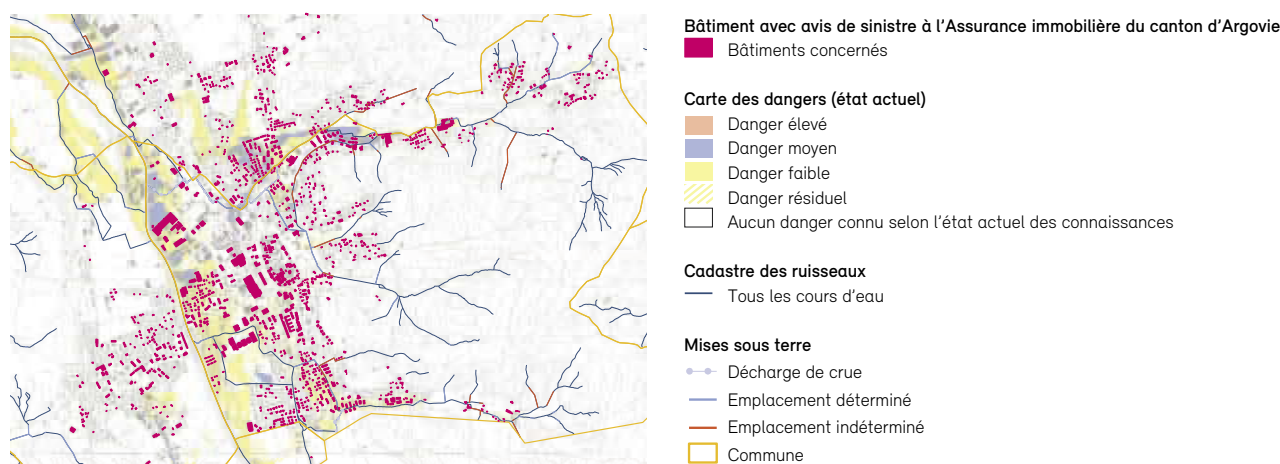 Bâtiment avec avis de sinistre à l'Assurance immobilière du canton d'Argovie
Bâtiments concernés
Carte des dangers (état actuel)
Danger élevé
Danger moyen
Danger faible
Danger résiduel
Aucun danger connu selon l'état actuel des connaissances
Cadastre des ruisseaux
Tous les cours d'eau
Mises sous terre
Décharge de crue
Emplacement déterminé
Emplacement indéterminé
Commune